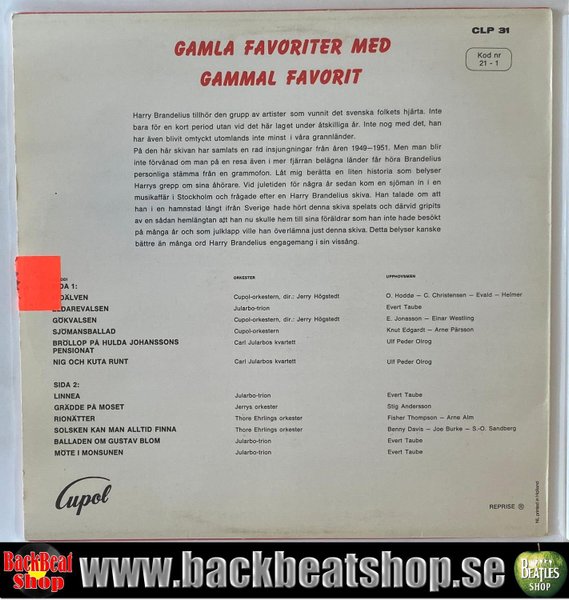 CLP 31
GAMLA FAVORITER MED
GAMMAL FAVORIT
Kod nr
21 - 1
Harry Brandelius tillhör den grupp av artister som vunnit det svenska folkets hjärta. Inte
bara för en kort period utan vid det här laget under åtskilliga år. Inte nog med det, han
har även blivit omtyckt utomlands inte minst i våra grannländer.
På den här skivan har samlats en rad insjungningar från åren 1949—1951. Men man blir
inte förvånad om man på en resa även i mer fjärran belägna länder får höra Brandelius
personliga stämma från en grammofon. Låt mig berätta en liten historia som belyser
Harrys grepp om sina åhörare. Vid juletiden för några år sedan kom en sjöman in i en
musikaffär i Stockholm och frågade efter en Harry Brandelius skiva. Han talade om att
han i en hamnstad långt ifrån Sverige hade hört denna skiva spelats och därvid gripits
av en sådan hemlängtan att han nu skulle hem till sina föräldrar som han inte hade besökt
på många år och som julklapp ville han överlämna just denna skiva. Detta belyser kanske
bättre än många ord Harry Brandelius engagemang i sin vissång.
ORKESTER UPPHOVSMÄN
DA 1:
ÄLVEN Cupol-orkestern, dir.: Jerry Högstedt O. Hodde — C. Christensen — Evald — Helmer
DAREVALSEN Jularbo-trion Evert Taube
GÖKVALSEN Cupol-orkestern, dir.: Jerry Högstedt E. Jonasson — Einar Westling
SJÖMANSBALLAD Cupol-orkestern Knut Edgardt — Arne Pärsson
BRÖLLOP PÅ HULDA JOHANSSONS Carl Jularbos kvartett Ulf Peder Olrog
PENSIONAT
NIG OCH KUTA RUNT Carl Jularbos kvartett Ulf Peder Olrog
SIDA 2:
LINNEA Jularbo-trion Evert Taube
GRÄDDE PÅ MOSET Jerrys orkester Stig Andersson
RIONÄTTER Thore Ehrlings orkester Fisher Thompson — Arne Alm
SOLSKEN KAN MAN ALLTID FINNA Thore Ehrlings orkester Benny Davis — Joe Burke — S.-O. Sandberg
BALLADEN OM GUSTAV BLOM Jularbo-trion Evert Taube
MÖTE I MONSUNEN Jularbo-trion Evert Taube
Cupol
REPRISE ®
NL printed in Holland
BackBeat
Shop
www.backbeatshop.se
BEATLES
SHOP